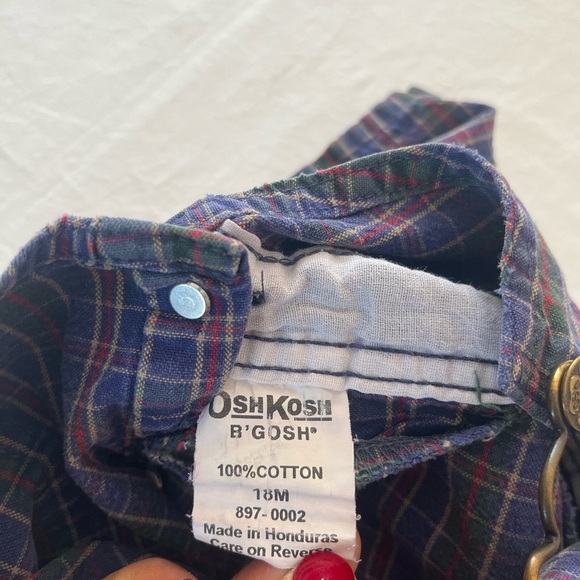 OSHKOSH
B'GOSH®
100% COTTON
18M
897-0002
Made in Honduras
Care on Reverse